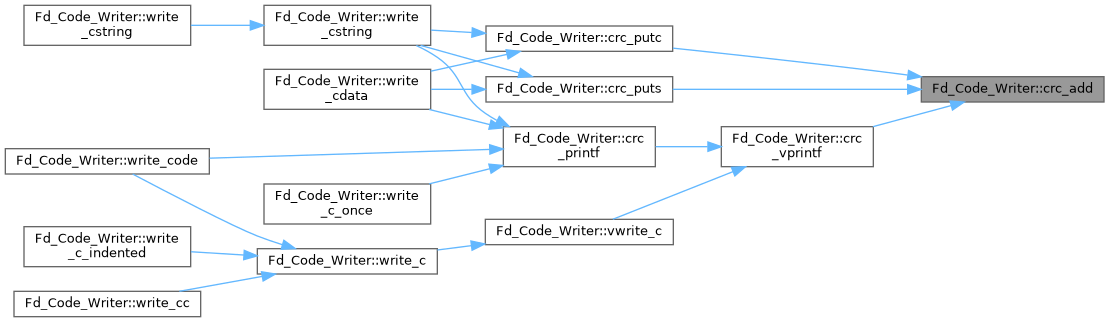 Fd_Code_Writer::write
_cstring
Fd_Code_Writer::write
_cstring
Fd_Code_Writer::crc_putc
Fd_Code_Writer::write
_cdata
Fd_Code_Writer::crc_puts
Fd_Code_Writer::crc_add
Fd_Code_Writer::write_code
Fd_Code_Writer::crc
_printf
Fd_Code_Writer::crc
_vprintf
Fd_Code_Writer::write
_c_once
Fd_Code_Writer::write
_c_indented
Fd_Code_Writer::write_c
Fd_Code_Writer::vwrite_c
Fd_Code_Writer::write_cc